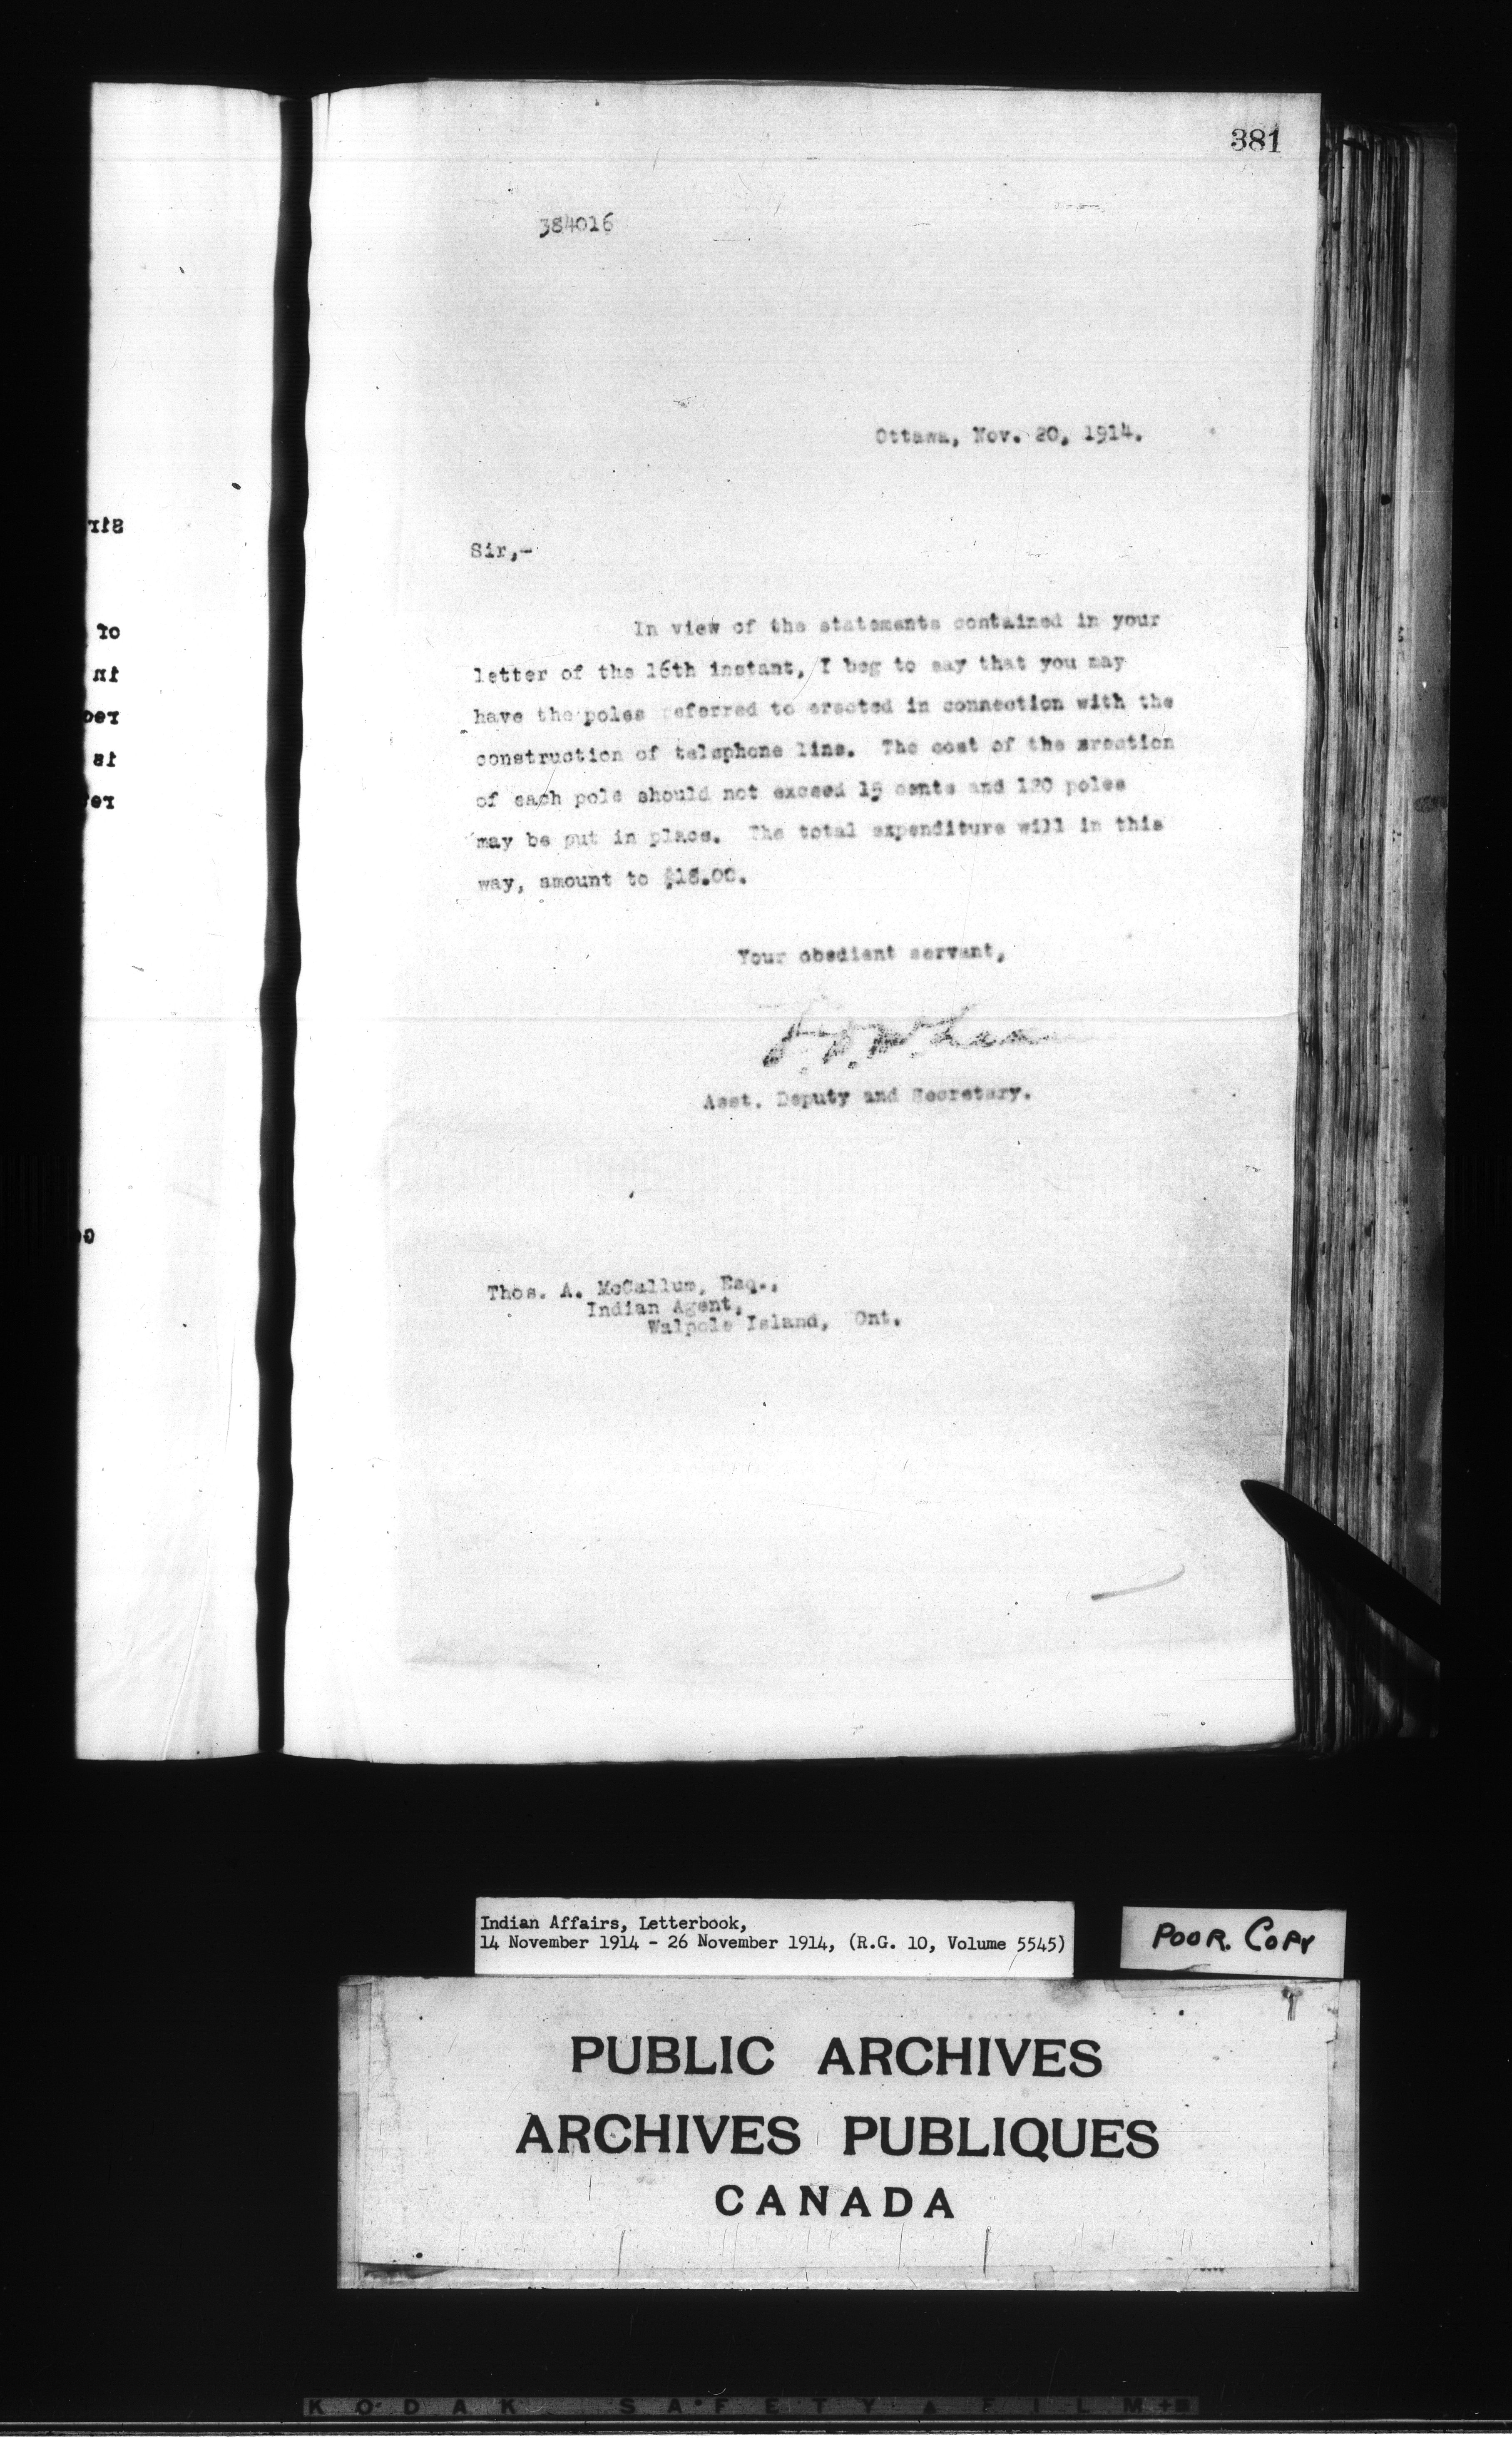 381
384016
Ottawa, Nov. 20, 1914.
Sir,-
In view of the statements contained in your
letter of the 16th instant, I beg to say that you may
have the poles referred to erected in connection with the
construction of telephone line. The cost of the erection
of each pole should not exceed 15 cents and 120 poles
may be put in place. The total expenditure will in this
way, amount to $18.00.
Your obedient servant,
Asst. Deputy and Secretary.
Thos. A. McCallum, Esq.,
Indian Agent,
Walpole Island, Ont.
Indian Affairs, Letterbook,
14 November 1914 - 26 November 1914, (R.G. 10, Volume 5545)
POOR. COPY
PUBLIC ARCHIVES
ARCHIVES PUBLIQUES
CANADA
KODAK SAFETY FILM